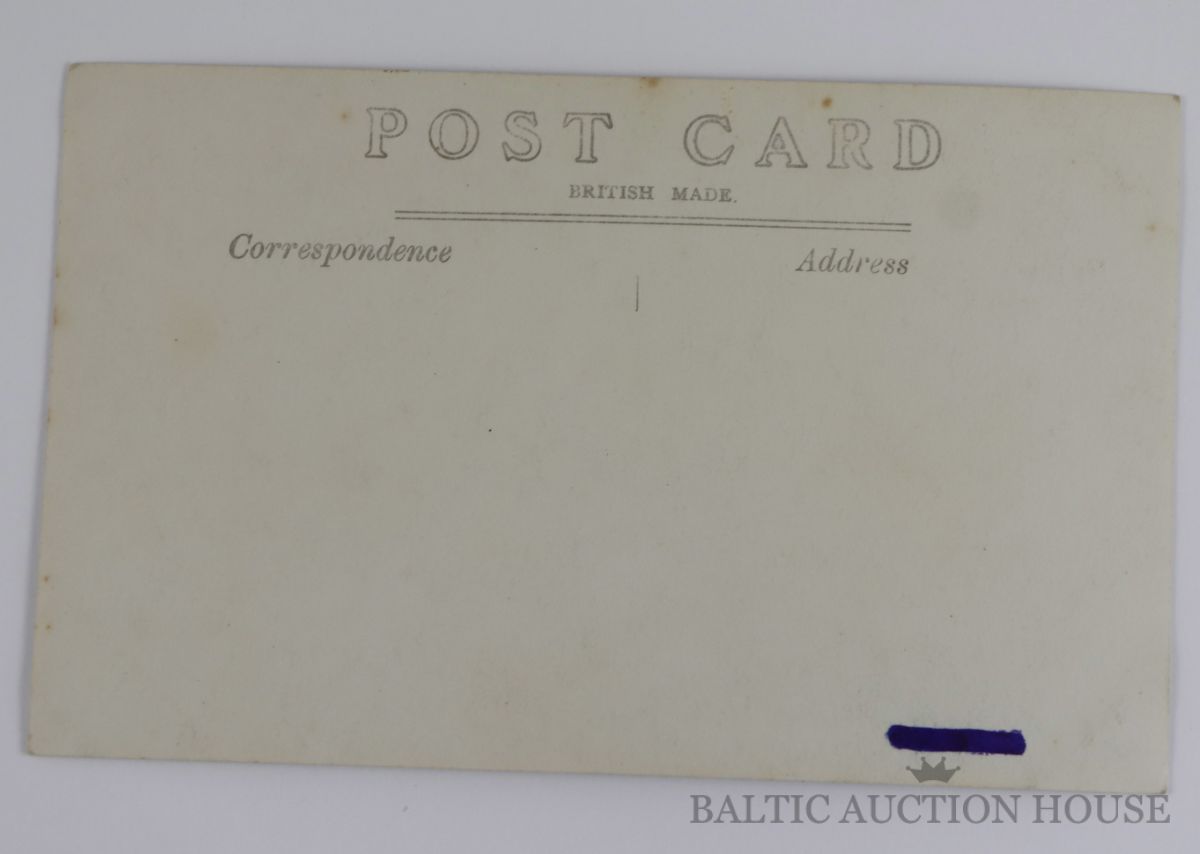 POST CARD
BRITISH MADE.
Correspondence
Address
BALTIC AUCTION HOUSE